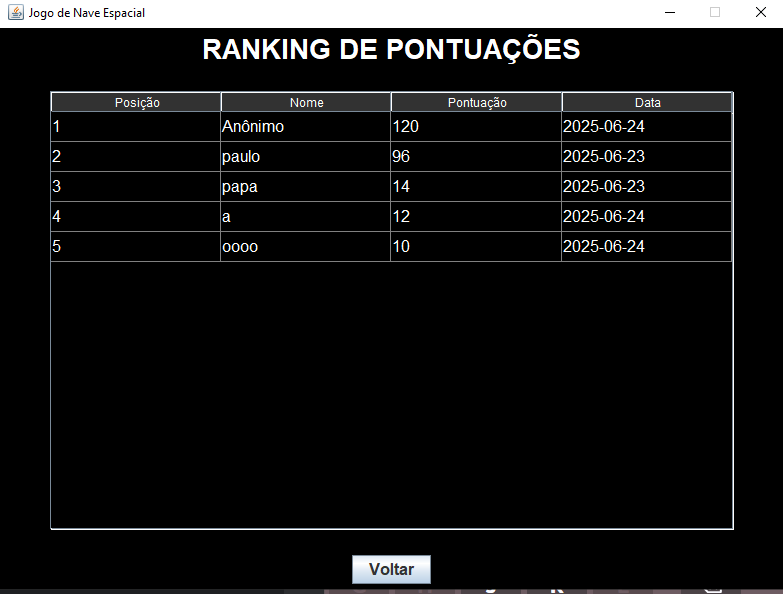 Jogo de Nave Espacial
RANKING DE PONTUAÇÕES
Posição Nome Pontuação Data
1 Anônimo 120 2025-06-24
2 paulo 96 2025-06-23
3 papa 14 2025-06-23
4 a 12 2025-06-24
5 oooo 10 2025-06-24
Voltar